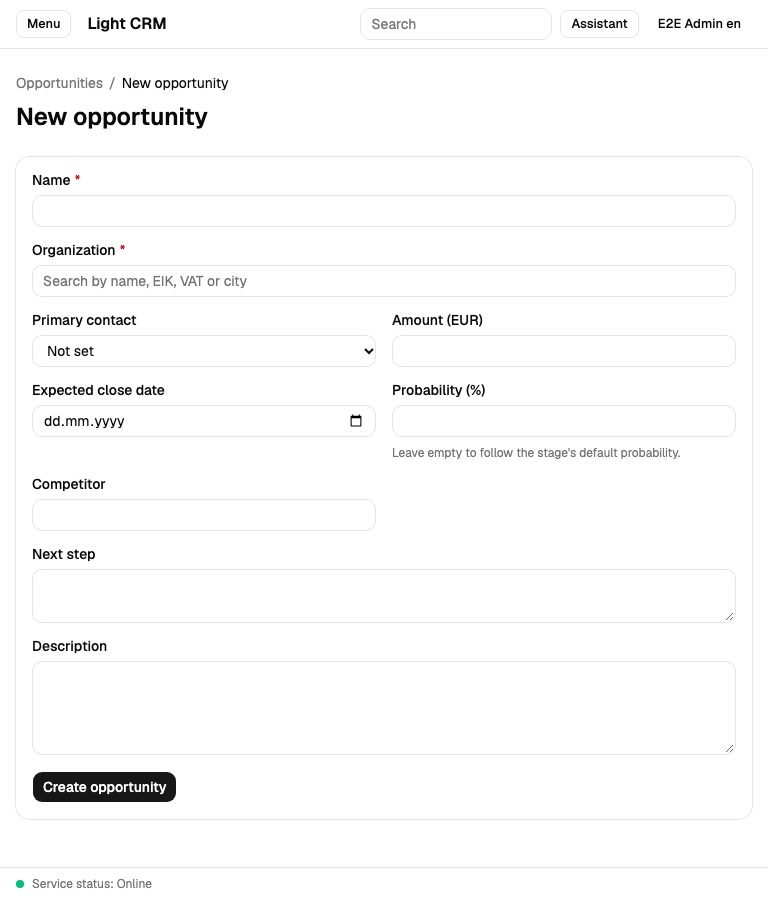 Menu Light CRM Search Assistant E2E Admin en
Opportunities / New opportunity
New opportunity
Name *
Organization *
Search by name, EIK, VAT or city
Primary contact Amount (EUR)
Not set
Expected close date Probability (%)
dd.mm.yyyy
Leave empty to follow the stage's default probability.
Competitor
Next step
Description
Create opportunity
Service status: Online